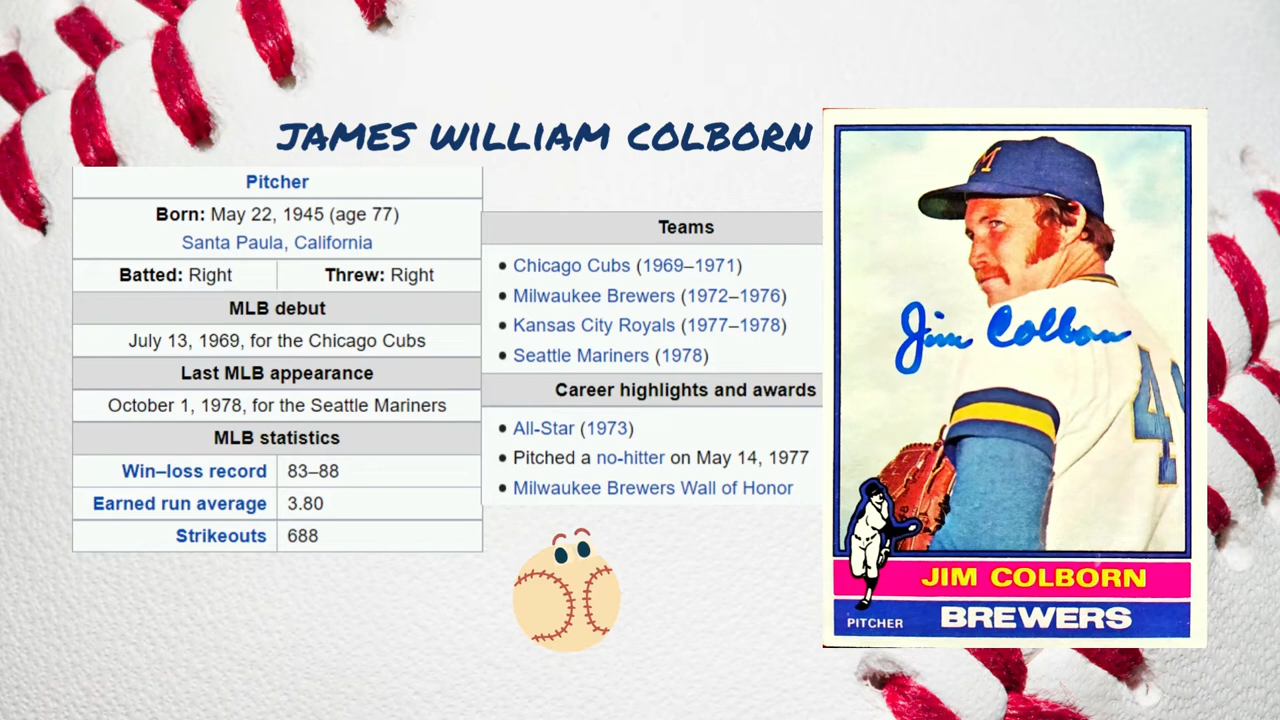 JAMES WILLIAM COLBORN
Pitcher
Born: May 22, 1945 (age 77)
Santa Paula, California
Batted: Right Threw: Right
MLB debut
July 13, 1969, for the Chicago Cubs
Last MLB appearance
October 1, 1978, for the Seattle Mariners
MLB statistics
Win–loss record 83–88
Earned run average 3.80
Strikeouts 688
Teams
• Chicago Cubs (1969–1971)
• Milwaukee Brewers (1972–1976)
• Kansas City Royals (1977–1978)
• Seattle Mariners (1978)
Career highlights and awards
• All-Star (1973)
• Pitched a no-hitter on May 14, 1977
• Milwaukee Brewers Wall of Honor
M
Jim Colborn
4
JIM COLBORN
PITCHER BREWERS